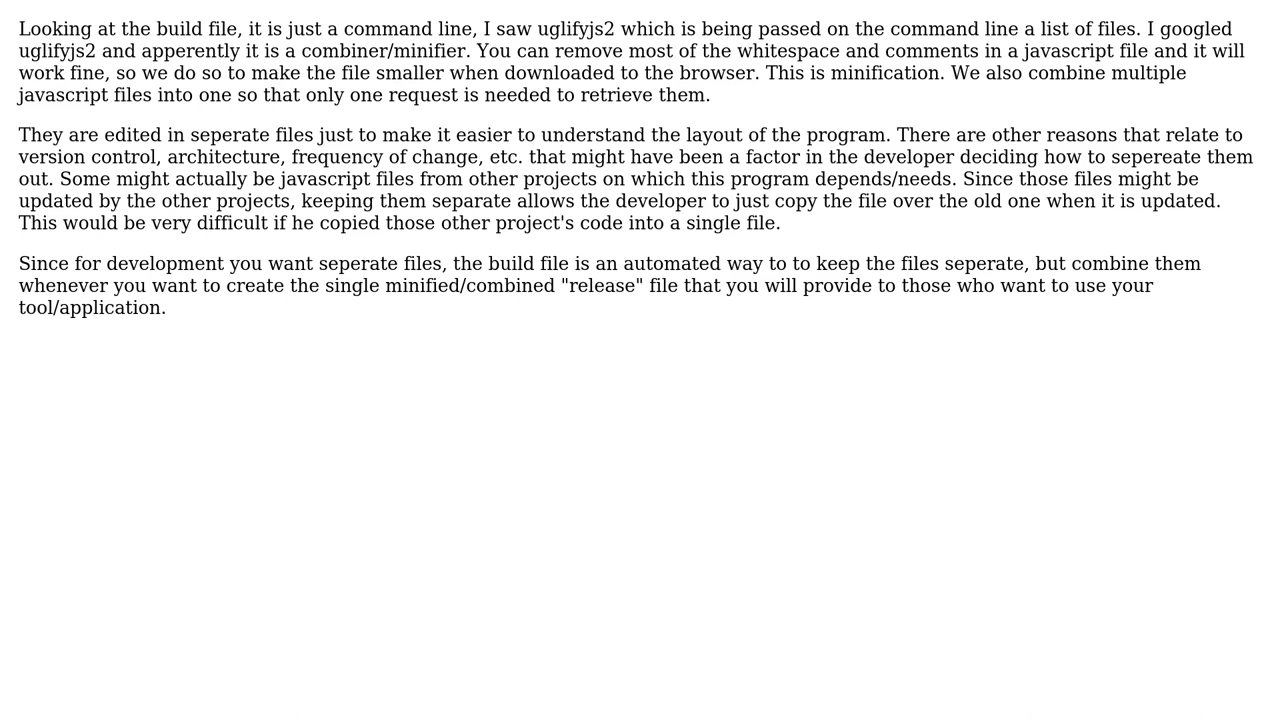 Looking at the build file, it is just a command line, I saw uglifyjs2 which is being passed on the command line a list of files. I googled
uglifyjs2 and apperently it is a combiner/minifier. You can remove most of the whitespace and comments in a javascript file and it will
work fine, so we do so to make the file smaller when downloaded to the browser. This is minification. We also combine multiple
javascript files into one so that only one request is needed to retrieve them.
They are edited in seperate files just to make it easier to understand the layout of the program. There are other reasons that relate to
version control, architecture, frequency of change, etc. that might have been a factor in the developer deciding how to sepereate them
out. Some might actually be javascript files from other projects on which this program depends/needs. Since those files might be
updated by the other projects, keeping them separate allows the developer to just copy the file over the old one when it is updated.
This would be very difficult if he copied those other project's code into a single file.
Since for development you want seperate files, the build file is an automated way to to keep the files seperate, but combine them
whenever you want to create the single minified/combined "release" file that you will provide to those who want to use your
tool/application.